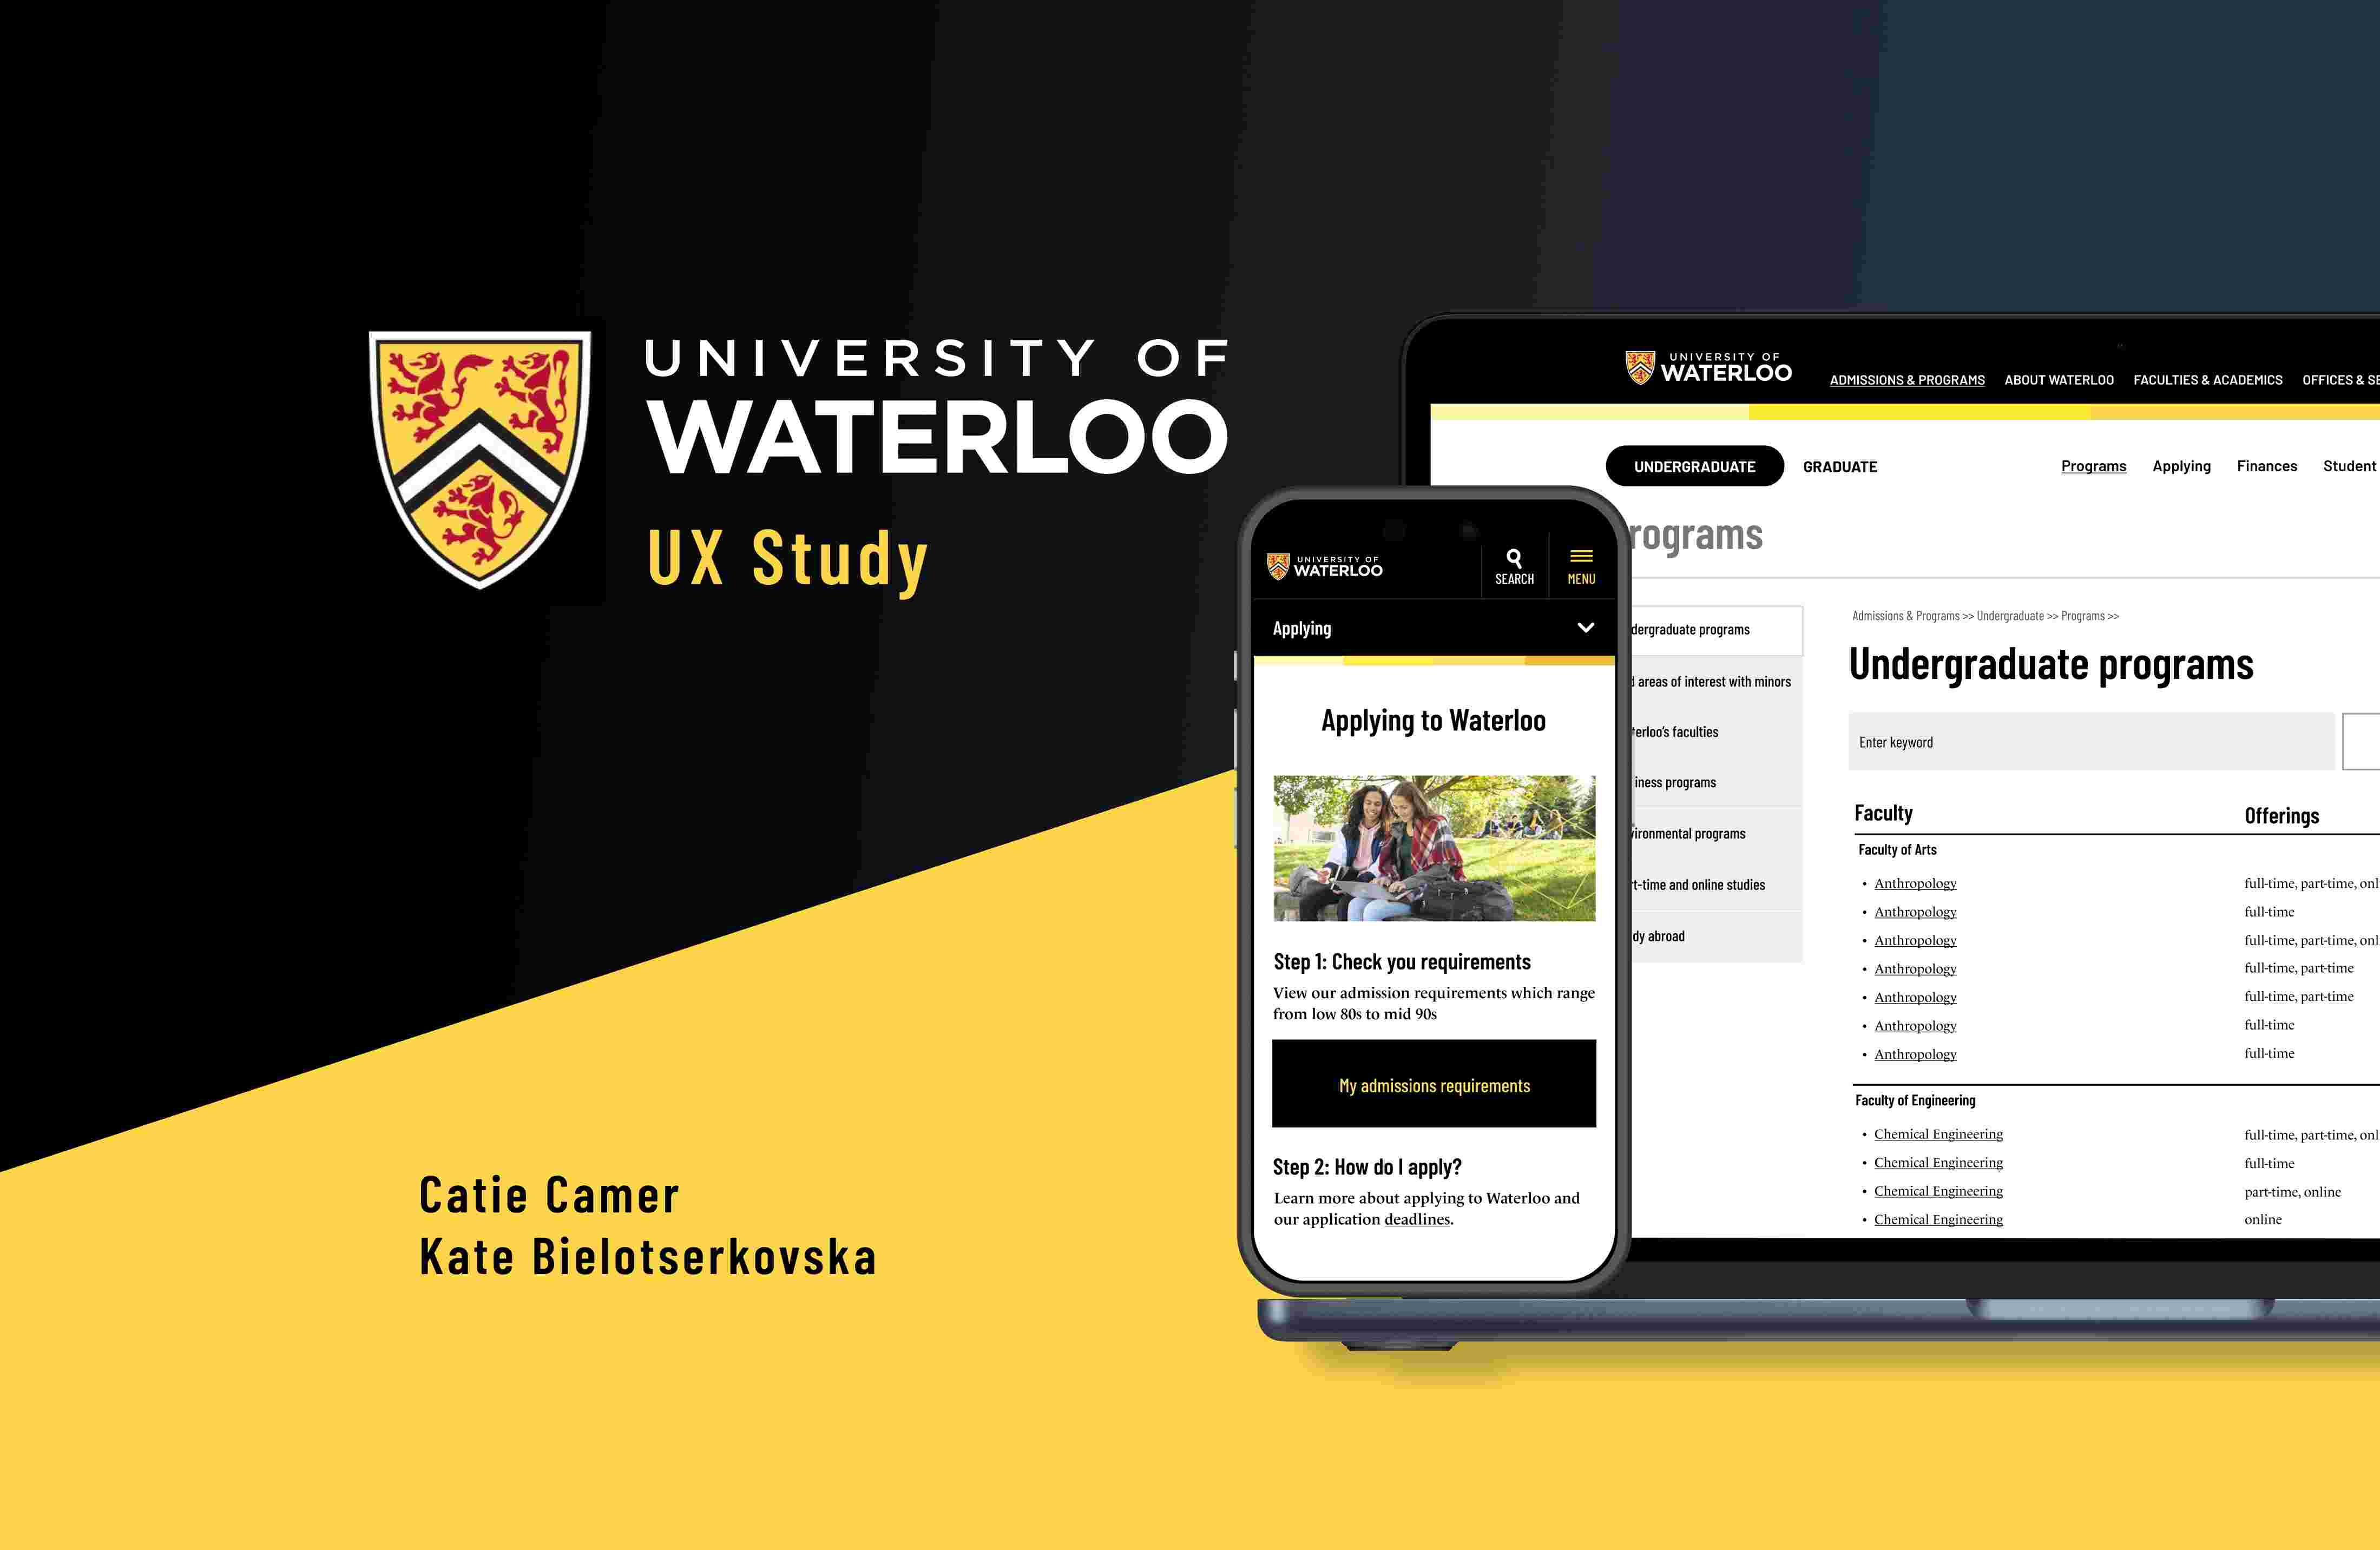 UNIVERSITY OF
WATERLOO
UX Study
Catie Camer
Kate Bielotserkovska
UNIVERSITY OF
WATERLOO
SEARCH
MENU
Applying
Applying to Waterloo
Step 1: Check you requirements
View our admission requirements which range
from low 80s to mid 90s
My admissions requirements
Step 2: How do I apply?
Learn more about applying to Waterloo and
our application deadlines.
UNIVERSITY OF
WATERLOO
ADMISSIONS & PROGRAMS ABOUT WATERLOO FACULTIES & ACADEMICS OFFICES &
UNDERGRADUATE GRADUATE
Programs Applying Finances Student
rograms
dergraduate programs
areas of interest with minors
erloo's faculties
iness programs
ironmental programs
t-time and online studies
dy abroad
Admissions & Programs >> Undergraduate >> Programs >>
Undergraduate programs
Enter keyword
Faculty Offerings
Faculty of Arts
• Anthropology full-time, part-time, onl
• Anthropology full-time
• Anthropology full-time, part-time, onl
• Anthropology full-time, part-time
• Anthropology full-time, part-time
• Anthropology full-time
• Anthropology full-time
Faculty of Engineering
• Chemical Engineering full-time, part-time, onl
• Chemical Engineering full-time
• Chemical Engineering part-time, online
• Chemical Engineering online